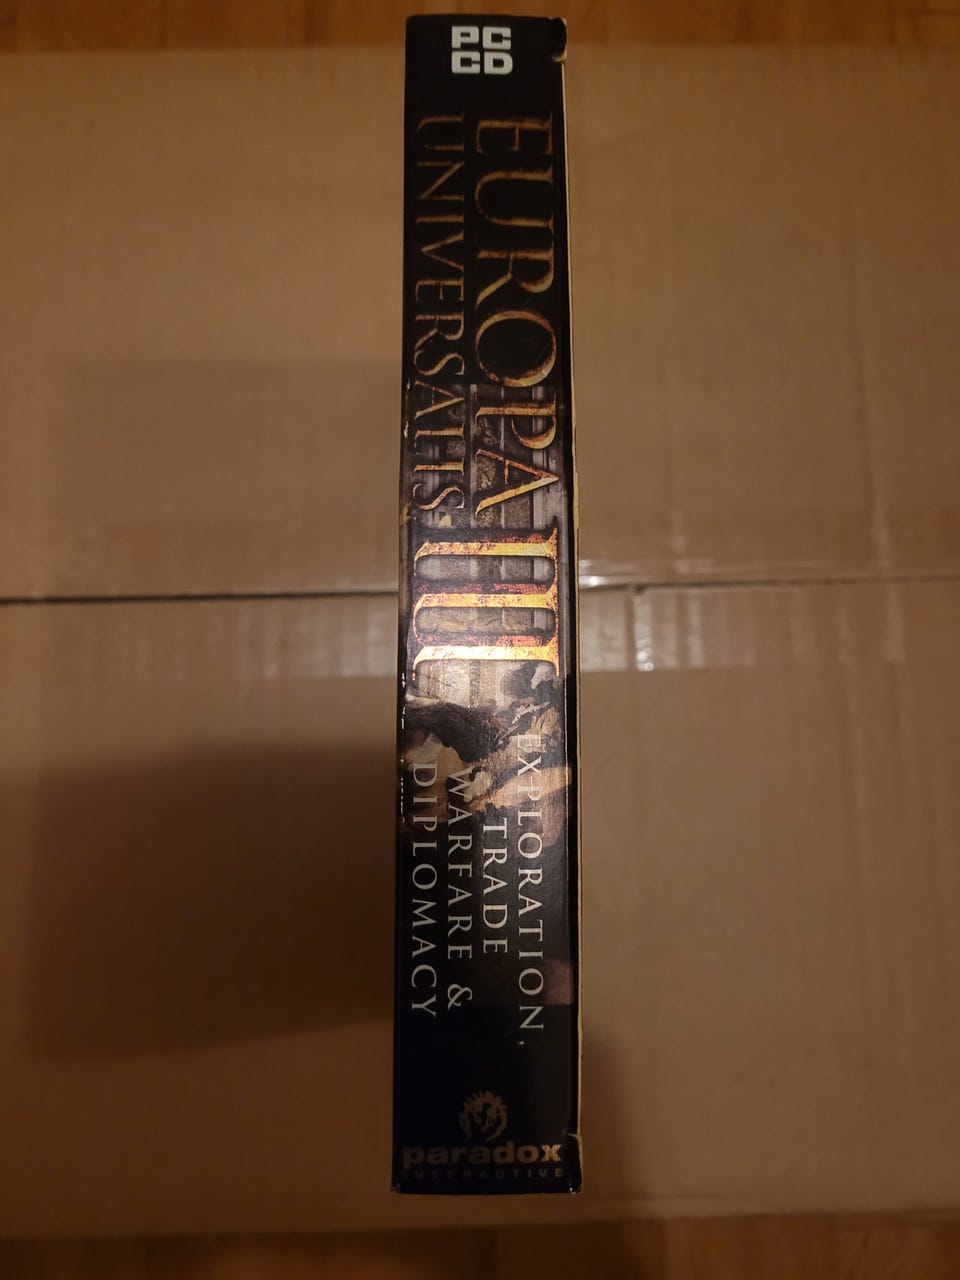 PC
CD
EUROPA
UNIVERSALIS
III
EXPLORATION
TRADE
WARFARE &
DIPLOMACY
paradox
INTERACTIVE